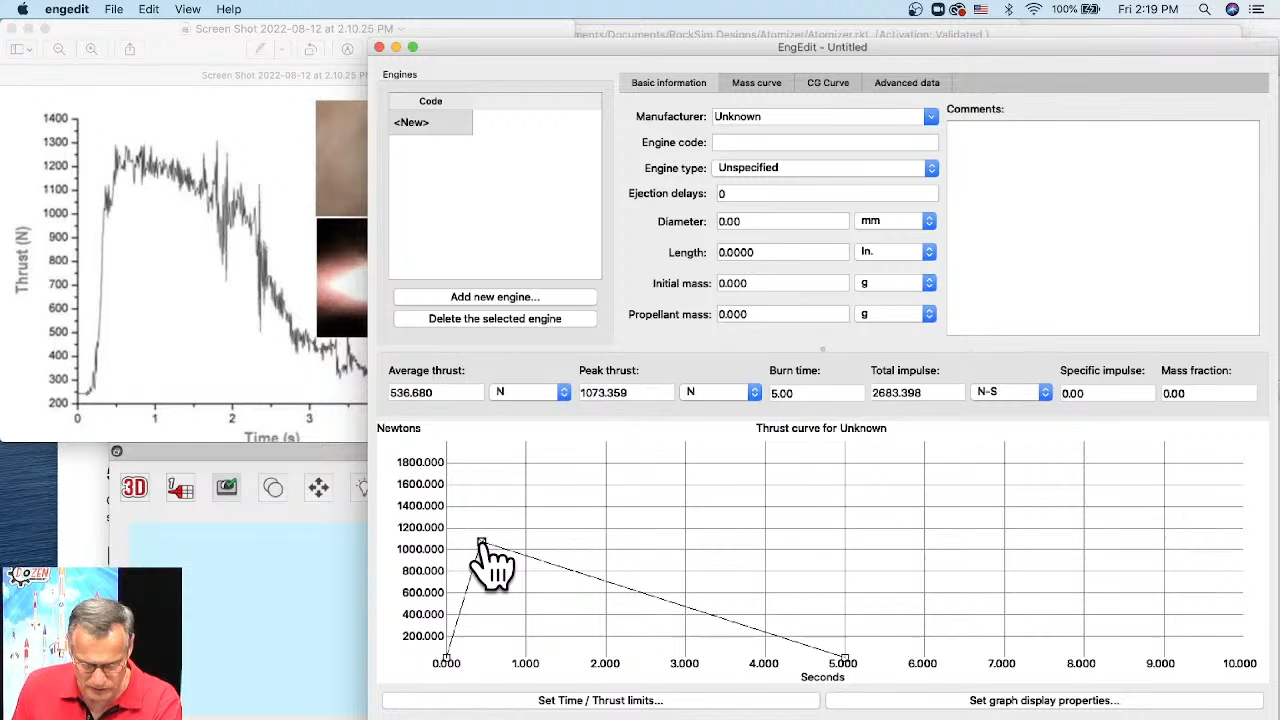 engedit File Edit View Help
100% Fri 2:19 PM
Screen Shot 2022-08-12 at 2.10.25 PM
ments/Documents/RockSim Designs/Atomizer/Atomizer.rkt (Activation: Validated )
EngEdit - Untitled
Screen Shot 2022-08-12 at 2.10.25
1400
1300
1200
1100
1000
900
800
700
600
500
400
300
200
Thrust (N)
0 1 2 3
Time (s)
Engines
Code
<New>
Add new engine...
Delete the selected engine
Basic information Mass curve CG Curve Advanced data
Manufacturer: Unknown
Engine code:
Engine type: Unspecified
Ejection delays: 0
Diameter: 0.00 mm
Length: 0.0000 In.
Initial mass: 0.000 g
Propellant mass: 0.000 g
Comments:
Average thrust: Peak thrust: Burn time: Total impulse: Specific impulse: Mass fraction:
536.680 N 1073.359 N 5.00 2683.398 N-S 0.00 0.00
Newtons
Thrust curve for Unknown
1800.000
1600.000
1400.000
1200.000
1000.000
800.000
600.000
400.000
200.000
0.000 1.000 2.000 3.000 4.000 5.000 6.000 7.000 8.000 9.000 10.000
Seconds
Set Time / Thrust limits...
Set graph display properties...
3D